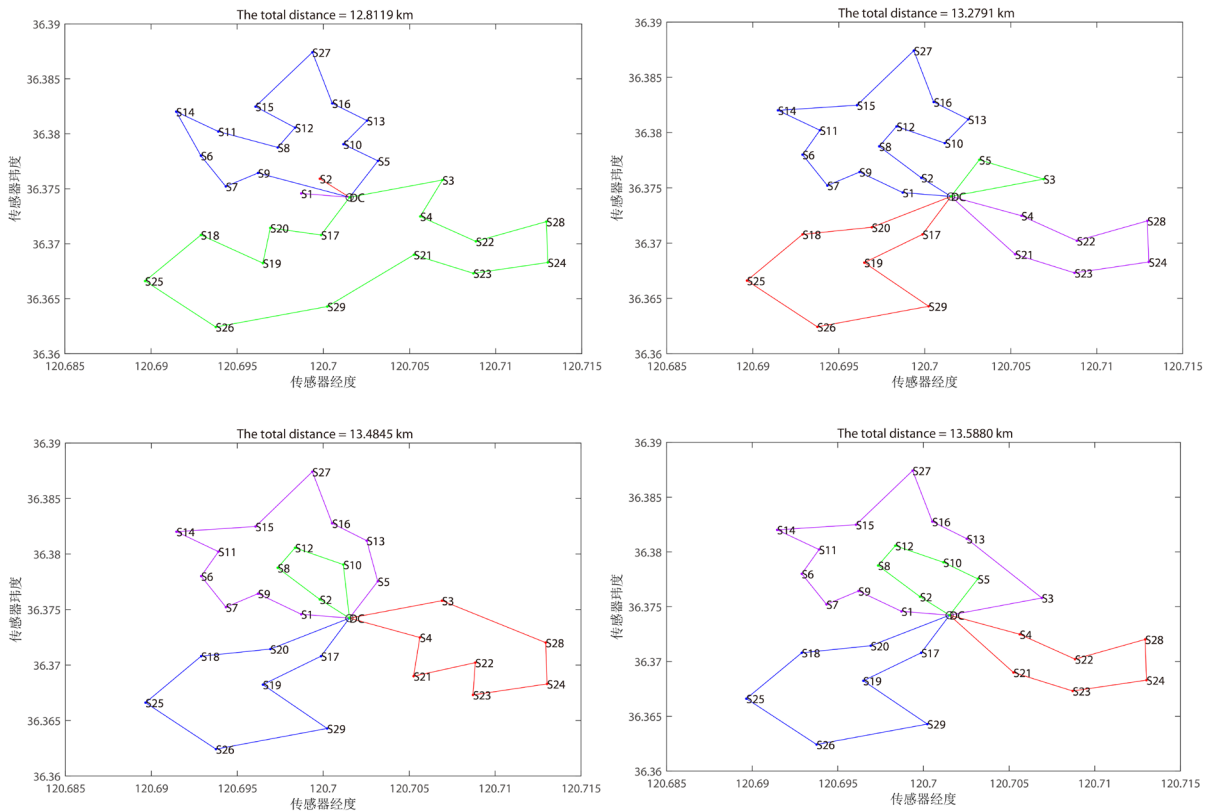 The total distance = 12.8119 km
36.39
S27
36.385
S16
S15
S14
S13
S12
S11
36.38
S10
S8
S6
S5
S9
S2
S3
S7
36.375
S1
DC
S4
S28
S20
S17
S18
S22
36.37
S21
S19
S24
S23
S25
36.365
S29
S26
36.36
120.685 120.69 120.695 120.7 120.705 120.71 120.715
传感器经度
传感器纬度
The total distance = 13.2791 km
36.39
S27
36.385
S16
S15
S14
S13
S12
S11
36.38
S10
S8
S6
S5
S9
S2
S3
S7
36.375
S1
DC
S4
S28
S20
S17
S18
S22
36.37
S21
S19
S24
S23
S25
36.365
S29
S26
36.36
120.685 120.69 120.695 120.7 120.705 120.71 120.715
传感器经度
传感器纬度
The total distance = 13.4845 km
36.39
S27
36.385
S16
S15
S14
S13
S12
S11
36.38
S10
S8
S6
S5
S9
S2
S3
S7
36.375
S1
DC
S4
S28
S20
S17
S18
S22
36.37
S21
S19
S24
S23
S25
36.365
S29
S26
36.36
120.685 120.69 120.695 120.7 120.705 120.71 120.715
传感器经度
传感器纬度
The total distance = 13.5880 km
36.39
S27
36.385
S16
S15
S14
S13
S12
S11
36.38
S10
S8
S6
S5
S9
S2
S3
S7
36.375
S1
DC
S4
S28
S20
S17
S18
S22
36.37
S21
S19
S24
S23
S25
36.365
S29
S26
36.36
120.685 120.69 120.695 120.7 120.705 120.71 120.715
传感器经度
传感器纬度